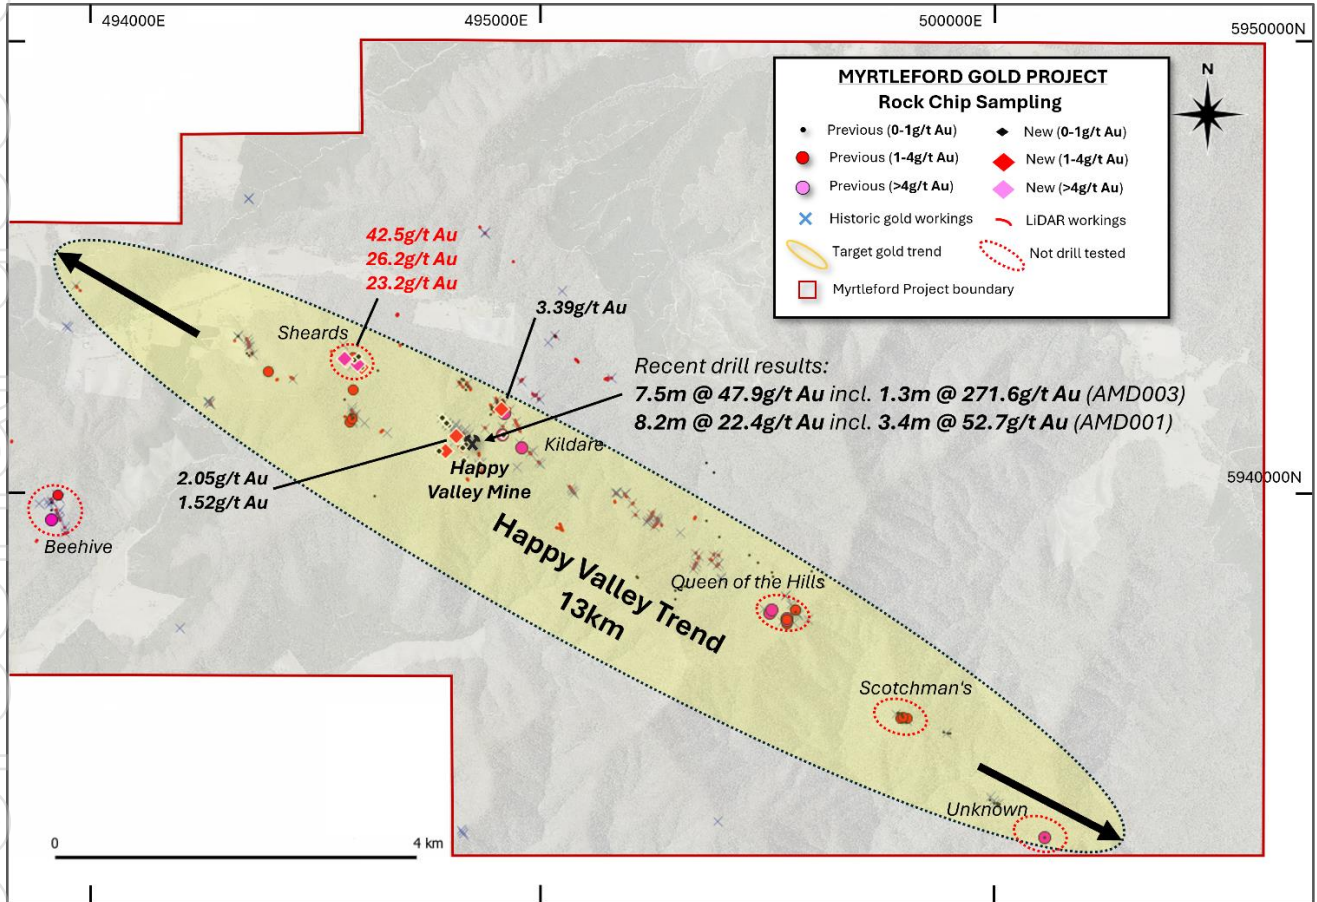 494000E
495000E
500000E
5950000N
MYRTLEFORD GOLD PROJECT
Rock Chip Sampling
Previous (0-1g/t Au)
New (0-1g/t Au)
Previous (1-4g/t Au)
New (1-4g/t Au)
Previous (>4g/t Au)
New (>4g/t Au)
Historic gold workings
LiDAR workings
Target gold trend
Not drill tested
Myrtleford Project boundary
N
42.5g/t Au
26.2g/t Au
23.2g/t Au
Sheards
3.39g/t Au
Recent drill results:
7.5m @ 47.9g/t Au incl. 1.3m @ 271.6g/t Au (AMD003)
8.2m @ 22.4g/t Au incl. 3.4m @ 52.7g/t Au (AMD001)
Kildare
Happy
Valley Mine
2.05g/t Au
1.52g/t Au
5940000N
Beehive
Happy Valley Trend
13km
Queen of the Hills
Scotchman's
Unknown
0
4 km